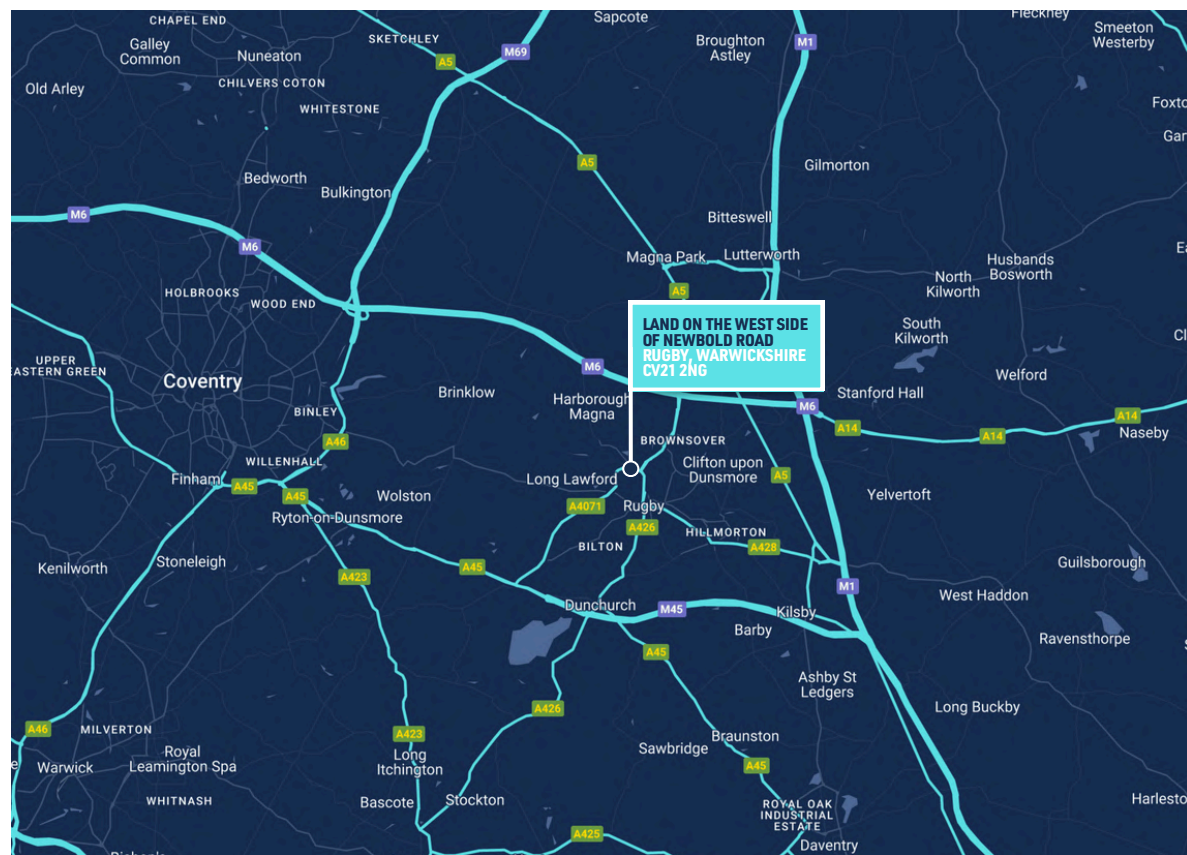 CHAPEL END
Sapcote
Fleckney
Galley
Common
Nuneaton
SKETCHLEY
M69
Broughton
Astley
M1
Smeeton
Westerby
A5
Old Arley
CHILVERS COTON
WHITESTONE
Foxto
Gar
A5
Gilmorton
Bedworth
Bulkington
M6
Bitteswell
M6
Magna Park
Lutterworth
Husbands
Bosworth
North
Kilworth
HOLBROOKS
WOOD END
A5
LAND ON THE WEST SIDE
OF NEWBOLD ROAD
RUGBY, WARWICKSHIRE
CV21 2NG
South
Kilworth
Cl
UPPER
EASTERN GREEN
Coventry
M6
Welford
Brinklow
Harborough
Magna
Stanford Hall
M6
BINLEY
A14
A14
A14
Naseby
A46
BROWNSOVER
WILLENHALL
Clifton upon
Dunsmore
A5
Finham
A45
A45
Wolston
Long Lawford
Yelvertoft
Ryton-on-Dunsmore
A4071
Rugby
A426
HILLMORTON
A428
BILTON
Stoneleigh
Kenilworth
A423
A45
Guilsborough
M1
West Haddon
Dunchurch
M45
Kilsby
Barby
Ravensthorpe
A45
Ashby St
Ledgers
A46
MILVERTON
A426
Long Buckby
A423
Royal
Leamington Spa
Long
Itchington
Sawbridge
Braunston
e
Warwick
A45
WHITNASH
Bascote
Stockton
ROYAL OAK
INDUSTRIAL
ESTATE
Harlesto
A425
Daventry